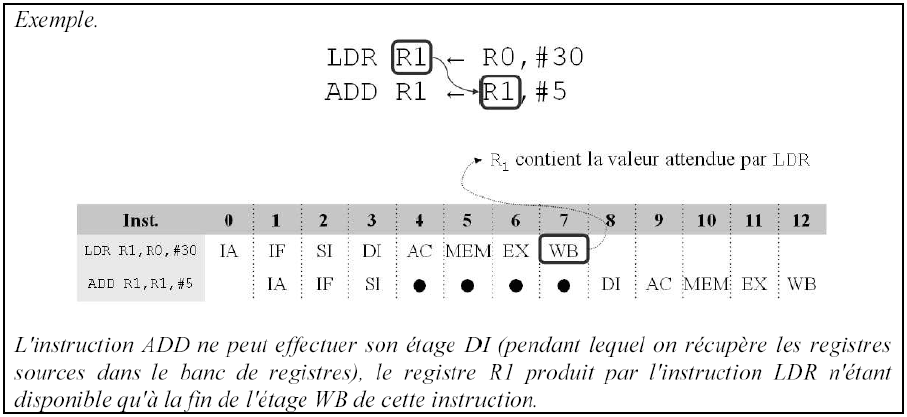 Exemple.
LDR R1 ← R0,#30
ADD R1 ← R1,#5
R1 contient la valeur attendue par LDR
Inst. 0 1 2 3 4 5 6 7 8 9 10 11 12
LDR R1,R0,#30 IA IF SI DI AC MEM EX WB
ADD R1,R1,#5 IA IF SI ● ● ● ● DI AC MEM EX WB
L'instruction ADD ne peut effectuer son étage DI (pendant lequel on récupère les registres
sources dans le banc de registres), le registre R1 produit par l'instruction LDR n'étant
disponible qu'à la fin de l'étage WB de cette instruction.